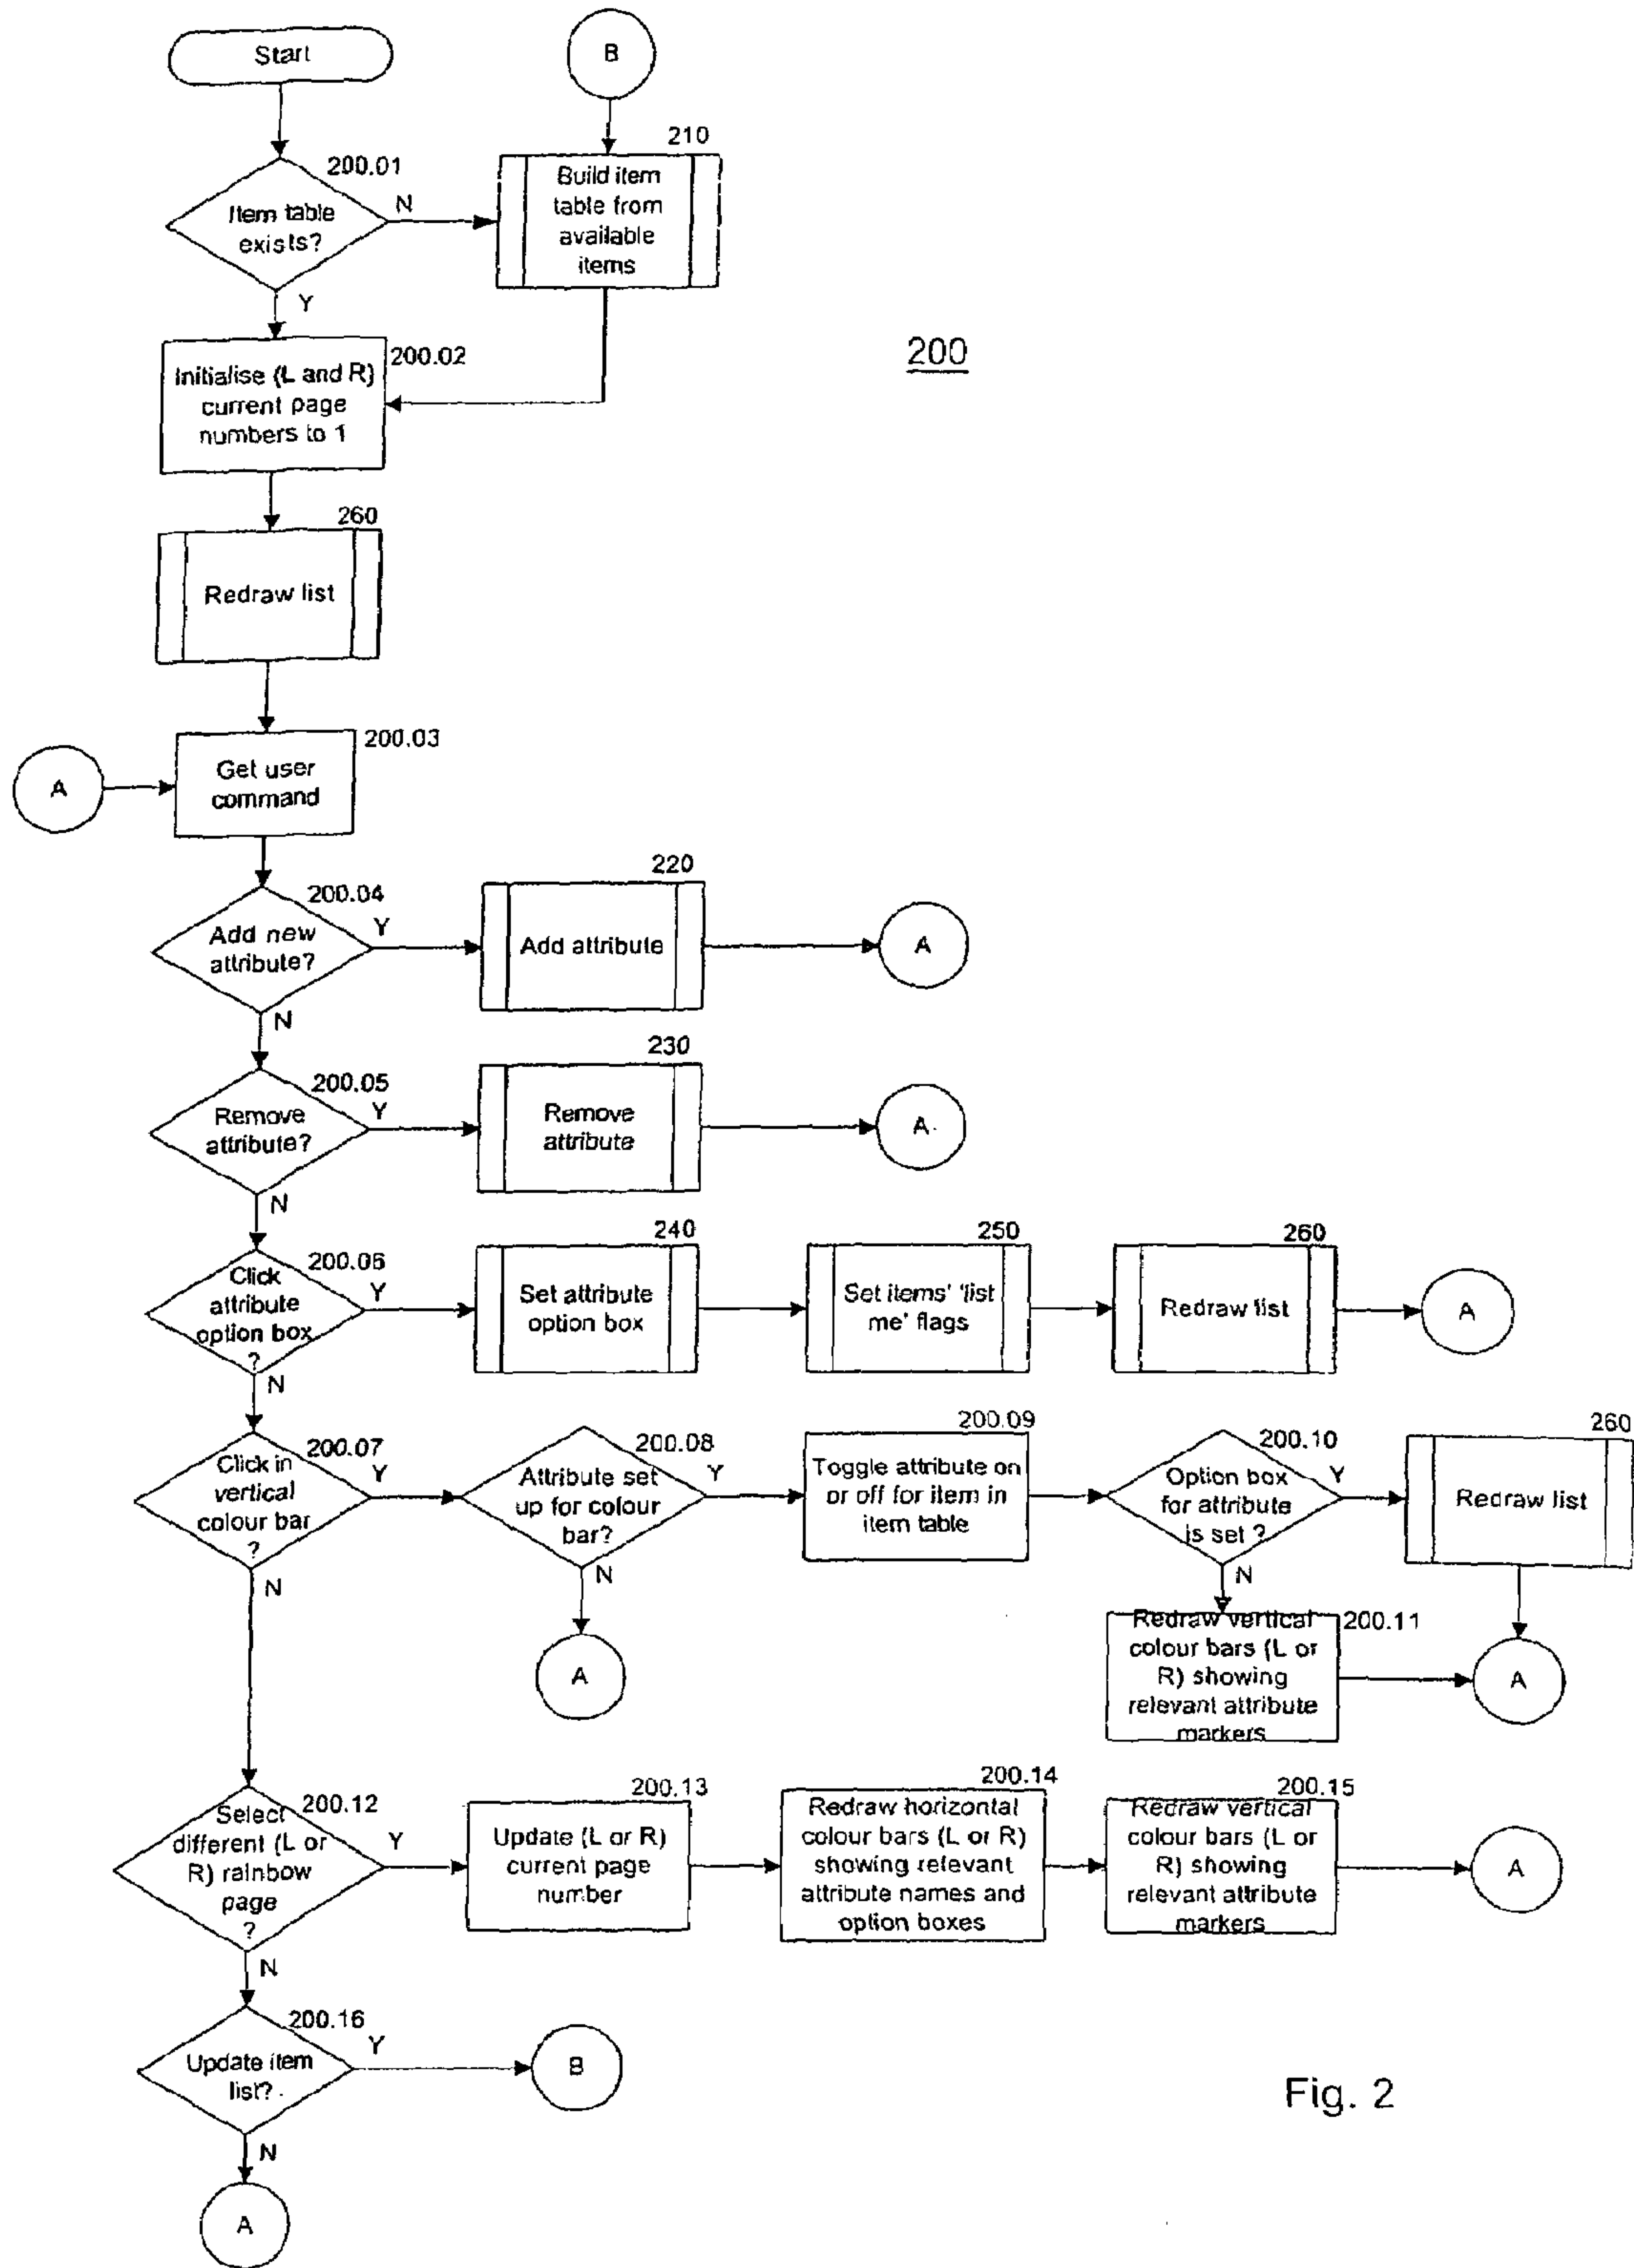 Start
B
200.01
Item table
exists?
N
Y
210
Build item
table from
available
items
200
200.02
Initialise (L and R)
current page
numbers to 1
260
Redraw list
A
200.03
Get user
command
200.04
Add new
attribute?
Y
N
220
Add attribute
A
200.05
Remove
attribute?
Y
N
230
Remove
attribute
A
200.06
Click
attribute
option box
?
Y
N
240
Set attribute
option box
250
Set items' 'list
me' flags
260
Redraw list
A
200.07
Click in
vertical
colour bar
?
Y
N
200.08
Attribute set
up for colour
bar?
Y
N
A
200.09
Toggle attribute on
or off for item in
item table
200.10
Option box
for attribute
is set ?
Y
N
260
Redraw list
200.11
Redraw vertical
colour bars (L or
R) showing
relevant attribute
markers
A
200.12
Select
different (L or
R) rainbow
page
?
Y
N
200.13
Update (L or R)
current page
number
200.14
Redraw horizontal
colour bars (L or R)
showing relevant
attribute names and
option boxes
200.15
Redraw vertical
colour bars (L or
R) showing
relevant attribute
markers
A
200.16
Update item
list?
Y
N
B
A
Fig. 2